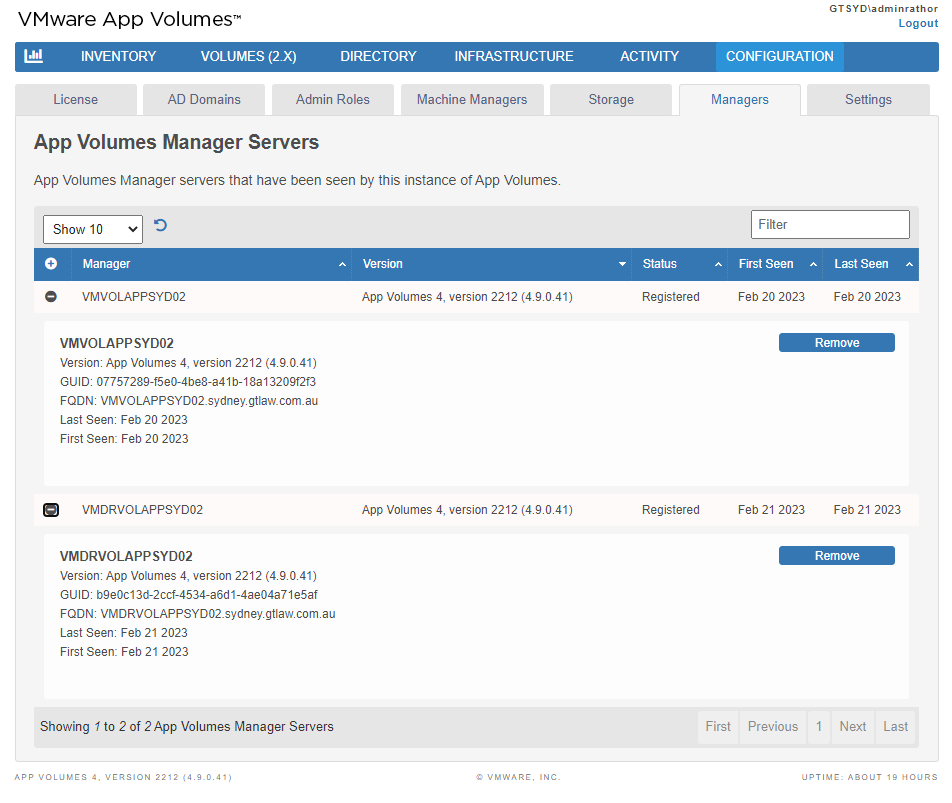 VMware App Volumes™
GTSYD\adminrathor
Logout
INVENTORY VOLUMES (2.X) DIRECTORY INFRASTRUCTURE ACTIVITY CONFIGURATION
License AD Domains Admin Roles Machine Managers Storage Managers Settings
App Volumes Manager Servers
App Volumes Manager servers that have been seen by this instance of App Volumes.
Show 10 Filter
Manager Version Status First Seen Last Seen
VMVOLAPPSYD02 App Volumes 4, version 2212 (4.9.0.41) Registered Feb 20 2023 Feb 20 2023
VMVOLAPPSYD02 Remove
Version: App Volumes 4, version 2212 (4.9.0.41)
GUID: 07757289-f5e0-4be8-a41b-18a13209f2f3
FQDN: VMVOLAPPSYD02.sydney.gtlaw.com.au
Last Seen: Feb 20 2023
First Seen: Feb 20 2023
VMDRVOLAPPSYD02 App Volumes 4, version 2212 (4.9.0.41) Registered Feb 21 2023 Feb 21 2023
VMDRVOLAPPSYD02 Remove
Version: App Volumes 4, version 2212 (4.9.0.41)
GUID: b9e0c13d-2ccf-4534-a6d1-4ae04a71e5af
FQDN: VMDRVOLAPPSYD02.sydney.gtlaw.com.au
Last Seen: Feb 21 2023
First Seen: Feb 21 2023
Showing 1 to 2 of 2 App Volumes Manager Servers First Previous 1 Next Last
APP VOLUMES 4, VERSION 2212 (4.9.0.41) © VMWARE, INC. UPTIME: ABOUT 19 HOURS